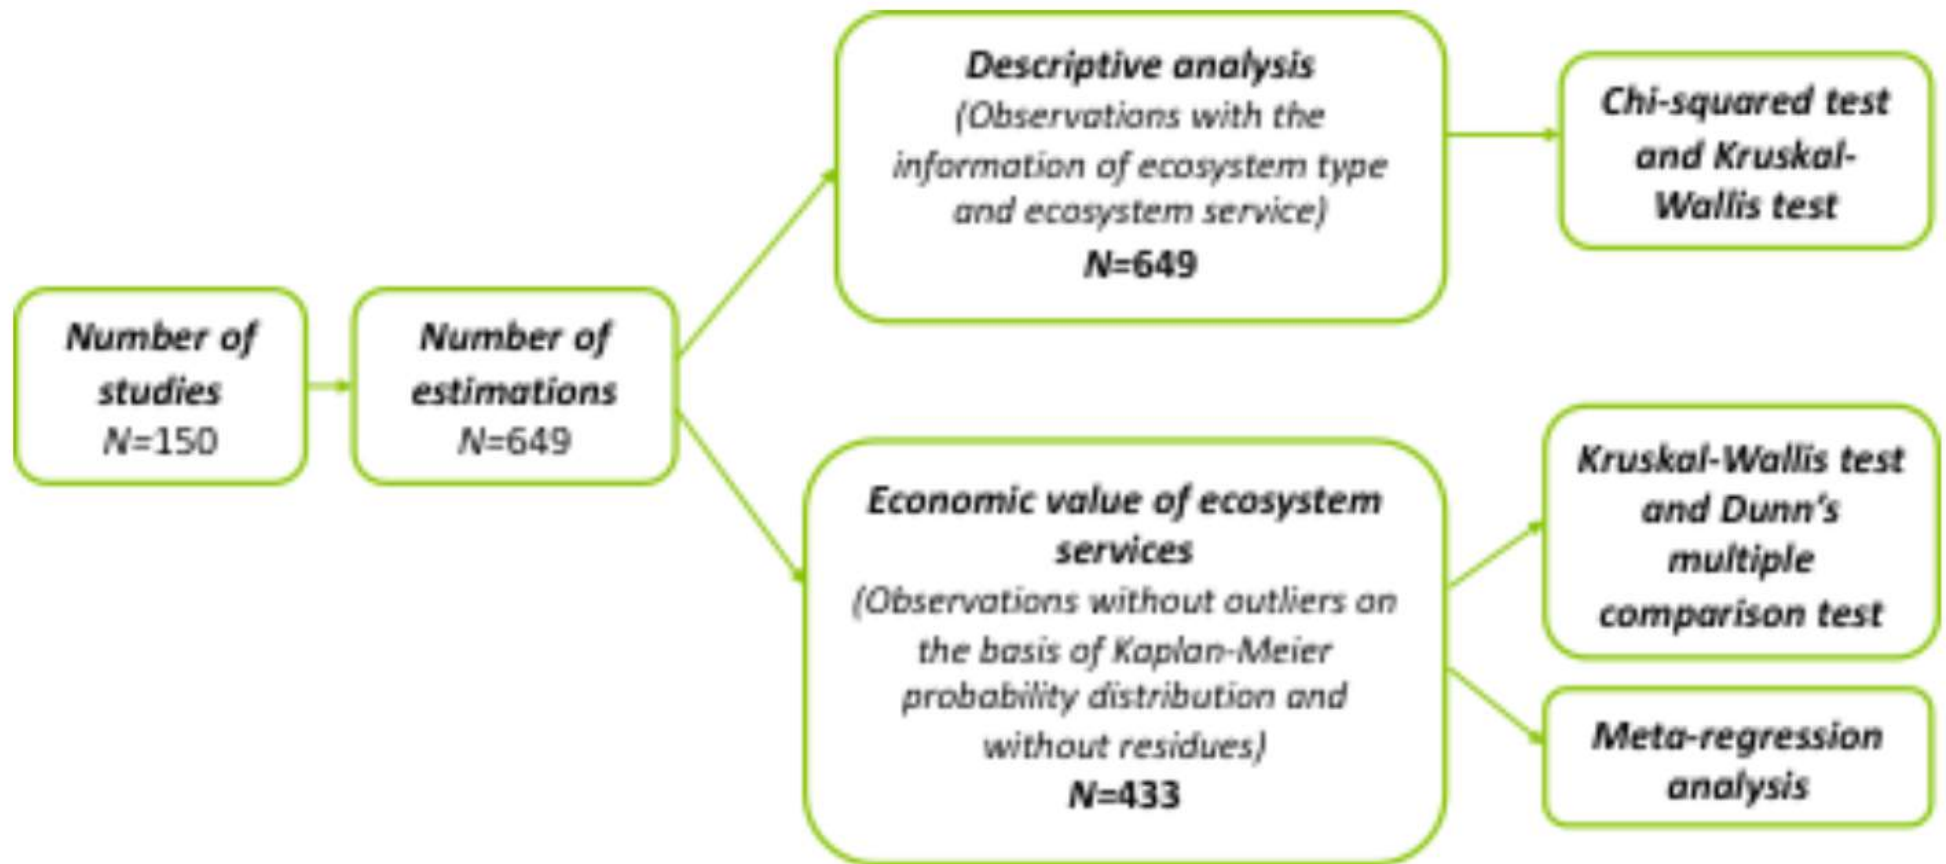 Number of
studies
N=150
Number of
estimations
N=649
Descriptive analysis
(Observations with the
information of ecosystem type
and ecosystem service)
N=649
Chi-squared test
and Kruskal-
Wallis test
Economic value of ecosystem
services
(Observations without outliers on
the basis of Kaplan-Meier
probability distribution and
without residues)
N=433
Kruskal-Wallis test
and Dunn's
multiple
comparison test
Meta-regression
analysis